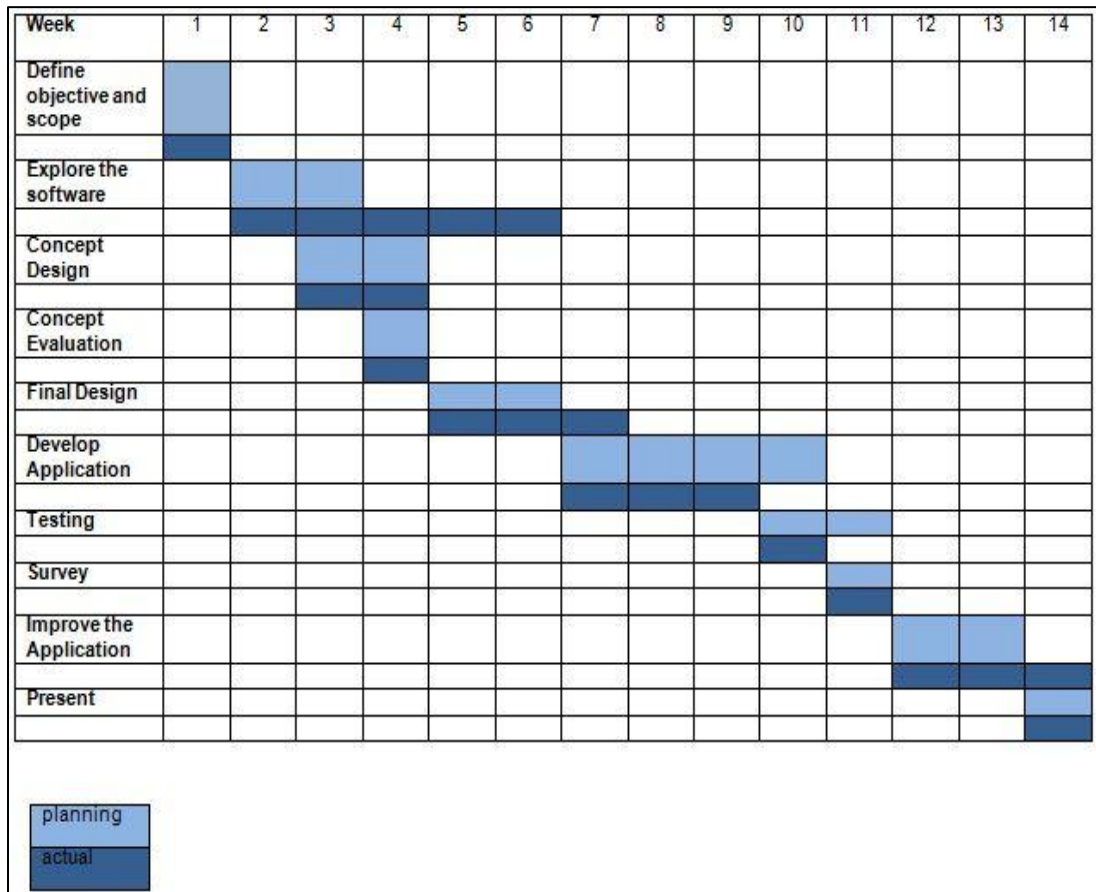 Week 1 2 3 4 5 6 7 8 9 10 11 12 13 14
Define
objective and
scope
Explore the
software
Concept
Design
Concept
Evaluation
Final Design
Develop
Application
Testing
Survey
Improve the
Application
Present
planning
actual